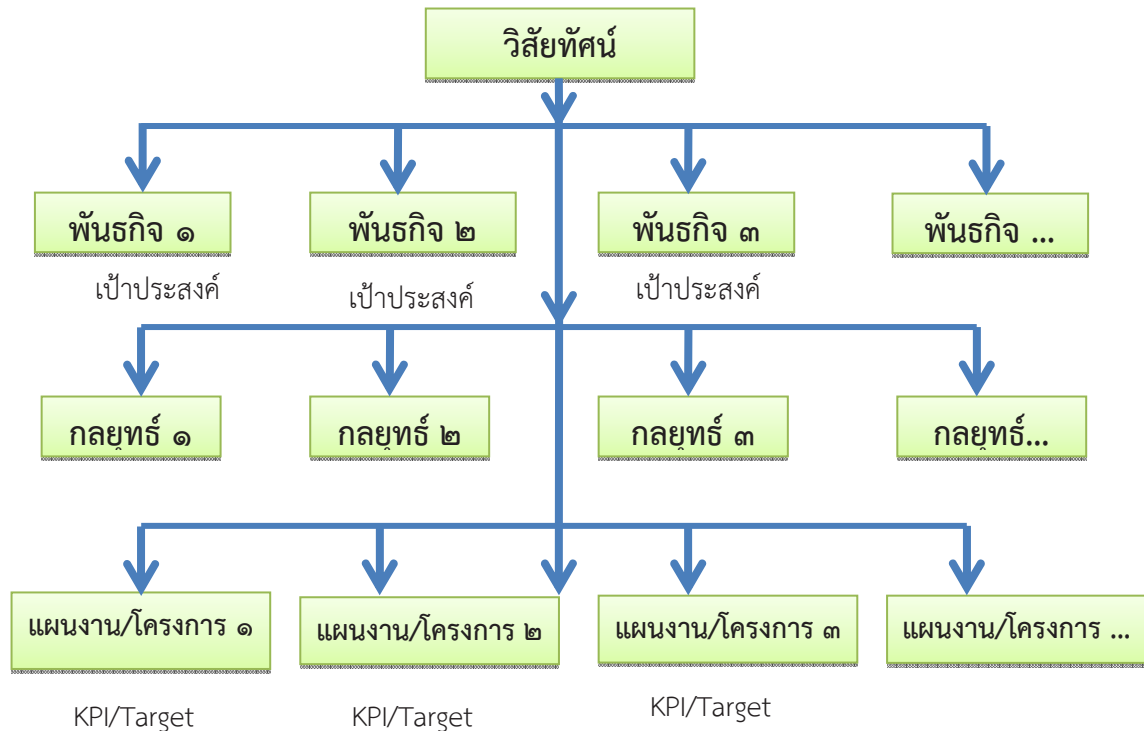 วิสัยทัศน์
พันธกิจ ๑
พันธกิจ ๒
พันธกิจ ๓
พันธกิจ ...
เป้าประสงค์
เป้าประสงค์
เป้าประสงค์
กลยุทธ์ ๑
กลยุทธ์ ๒
กลยุทธ์ ๓
กลยุทธ์...
แผนงาน/โครงการ ๑
แผนงาน/โครงการ ๒
แผนงาน/โครงการ ๓
แผนงาน/โครงการ ...
KPI/Target
KPI/Target
KPI/Target